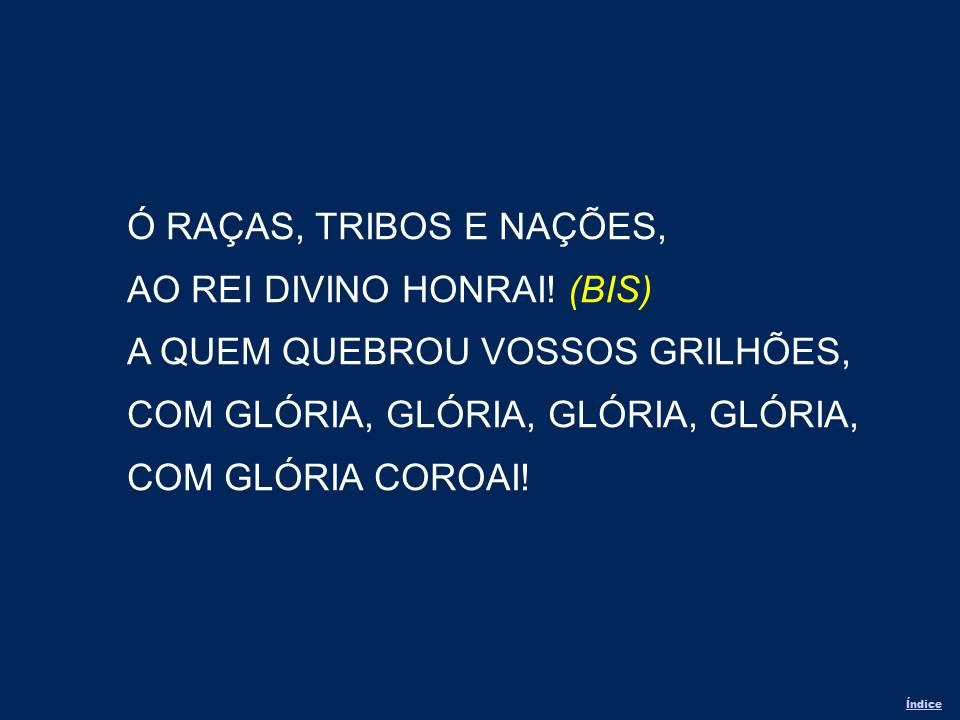 Ó RAÇAS, TRIBOS E NAÇÕES,
AO REI DIVINO HONRAI! (BIS)
A QUEM QUEBROU VOSSOS GRILHÕES,
COM GLÓRIA, GLÓRIA, GLÓRIA, GLÓRIA,
COM GLÓRIA COROAI!
Índice